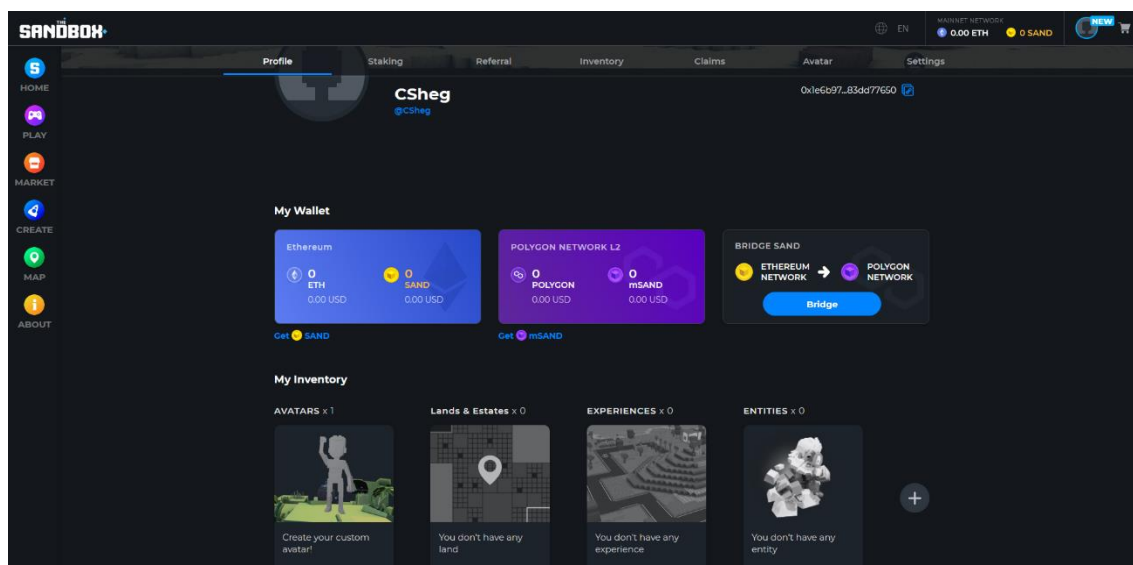 THE
SANDBOX
EN
MAINNET NETWORK
0.00 ETH 0 SAND
NEW
Profile Staking Referral Inventory Claims Avatar Settings
S
HOME
PLAY
MARKET
CREATE
MAP
ABOUT
CSheg
@CSheg
0x1e6b97...83dd77650
My Wallet
Ethereum
0
ETH
0.00 USD
0
SAND
0.00 USD
Get SAND
POLYGON NETWORK L2
0
POLYGON
0.00 USD
0
mSAND
0.00 USD
Get mSAND
BRIDGE SAND
ETHEREUM
NETWORK
POLYGON
NETWORK
Bridge
My Inventory
AVATARS x 1
Create your custom
avatar!
Lands & Estates x 0
You don't have any
land
EXPERIENCES x 0
You don't have any
experience
ENTITIES x 0
You don't have any
entity